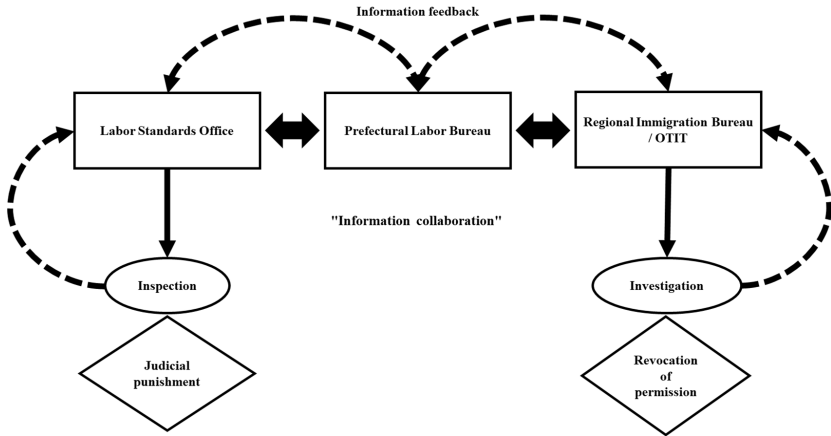 Information feedback
Labor Standards Office
Prefectural Labor Bureau
Regional Immigration Bureau
/ OTIT
"Information collaboration"
Inspection
Investigation
Judicial
punishment
Revocation
of
permission